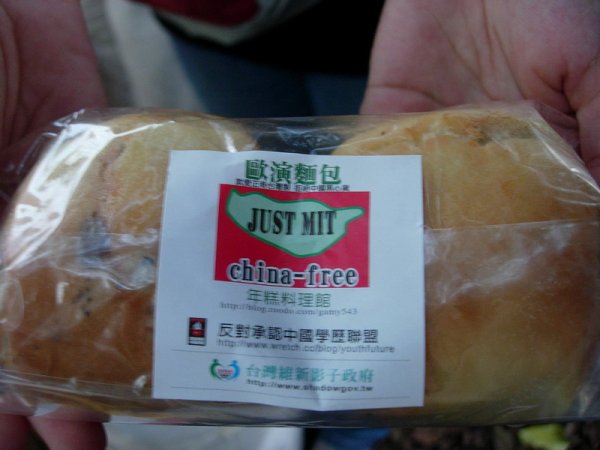 歐演麵包
JUST MIT
china-free
年糕料理館
http://blog.roodo.com/gamy543
反對承認中國學歷聯盟
http://www.wretch.cc/blog/youthfuture
台灣維新影子政府
http://www.shadowgov.tw